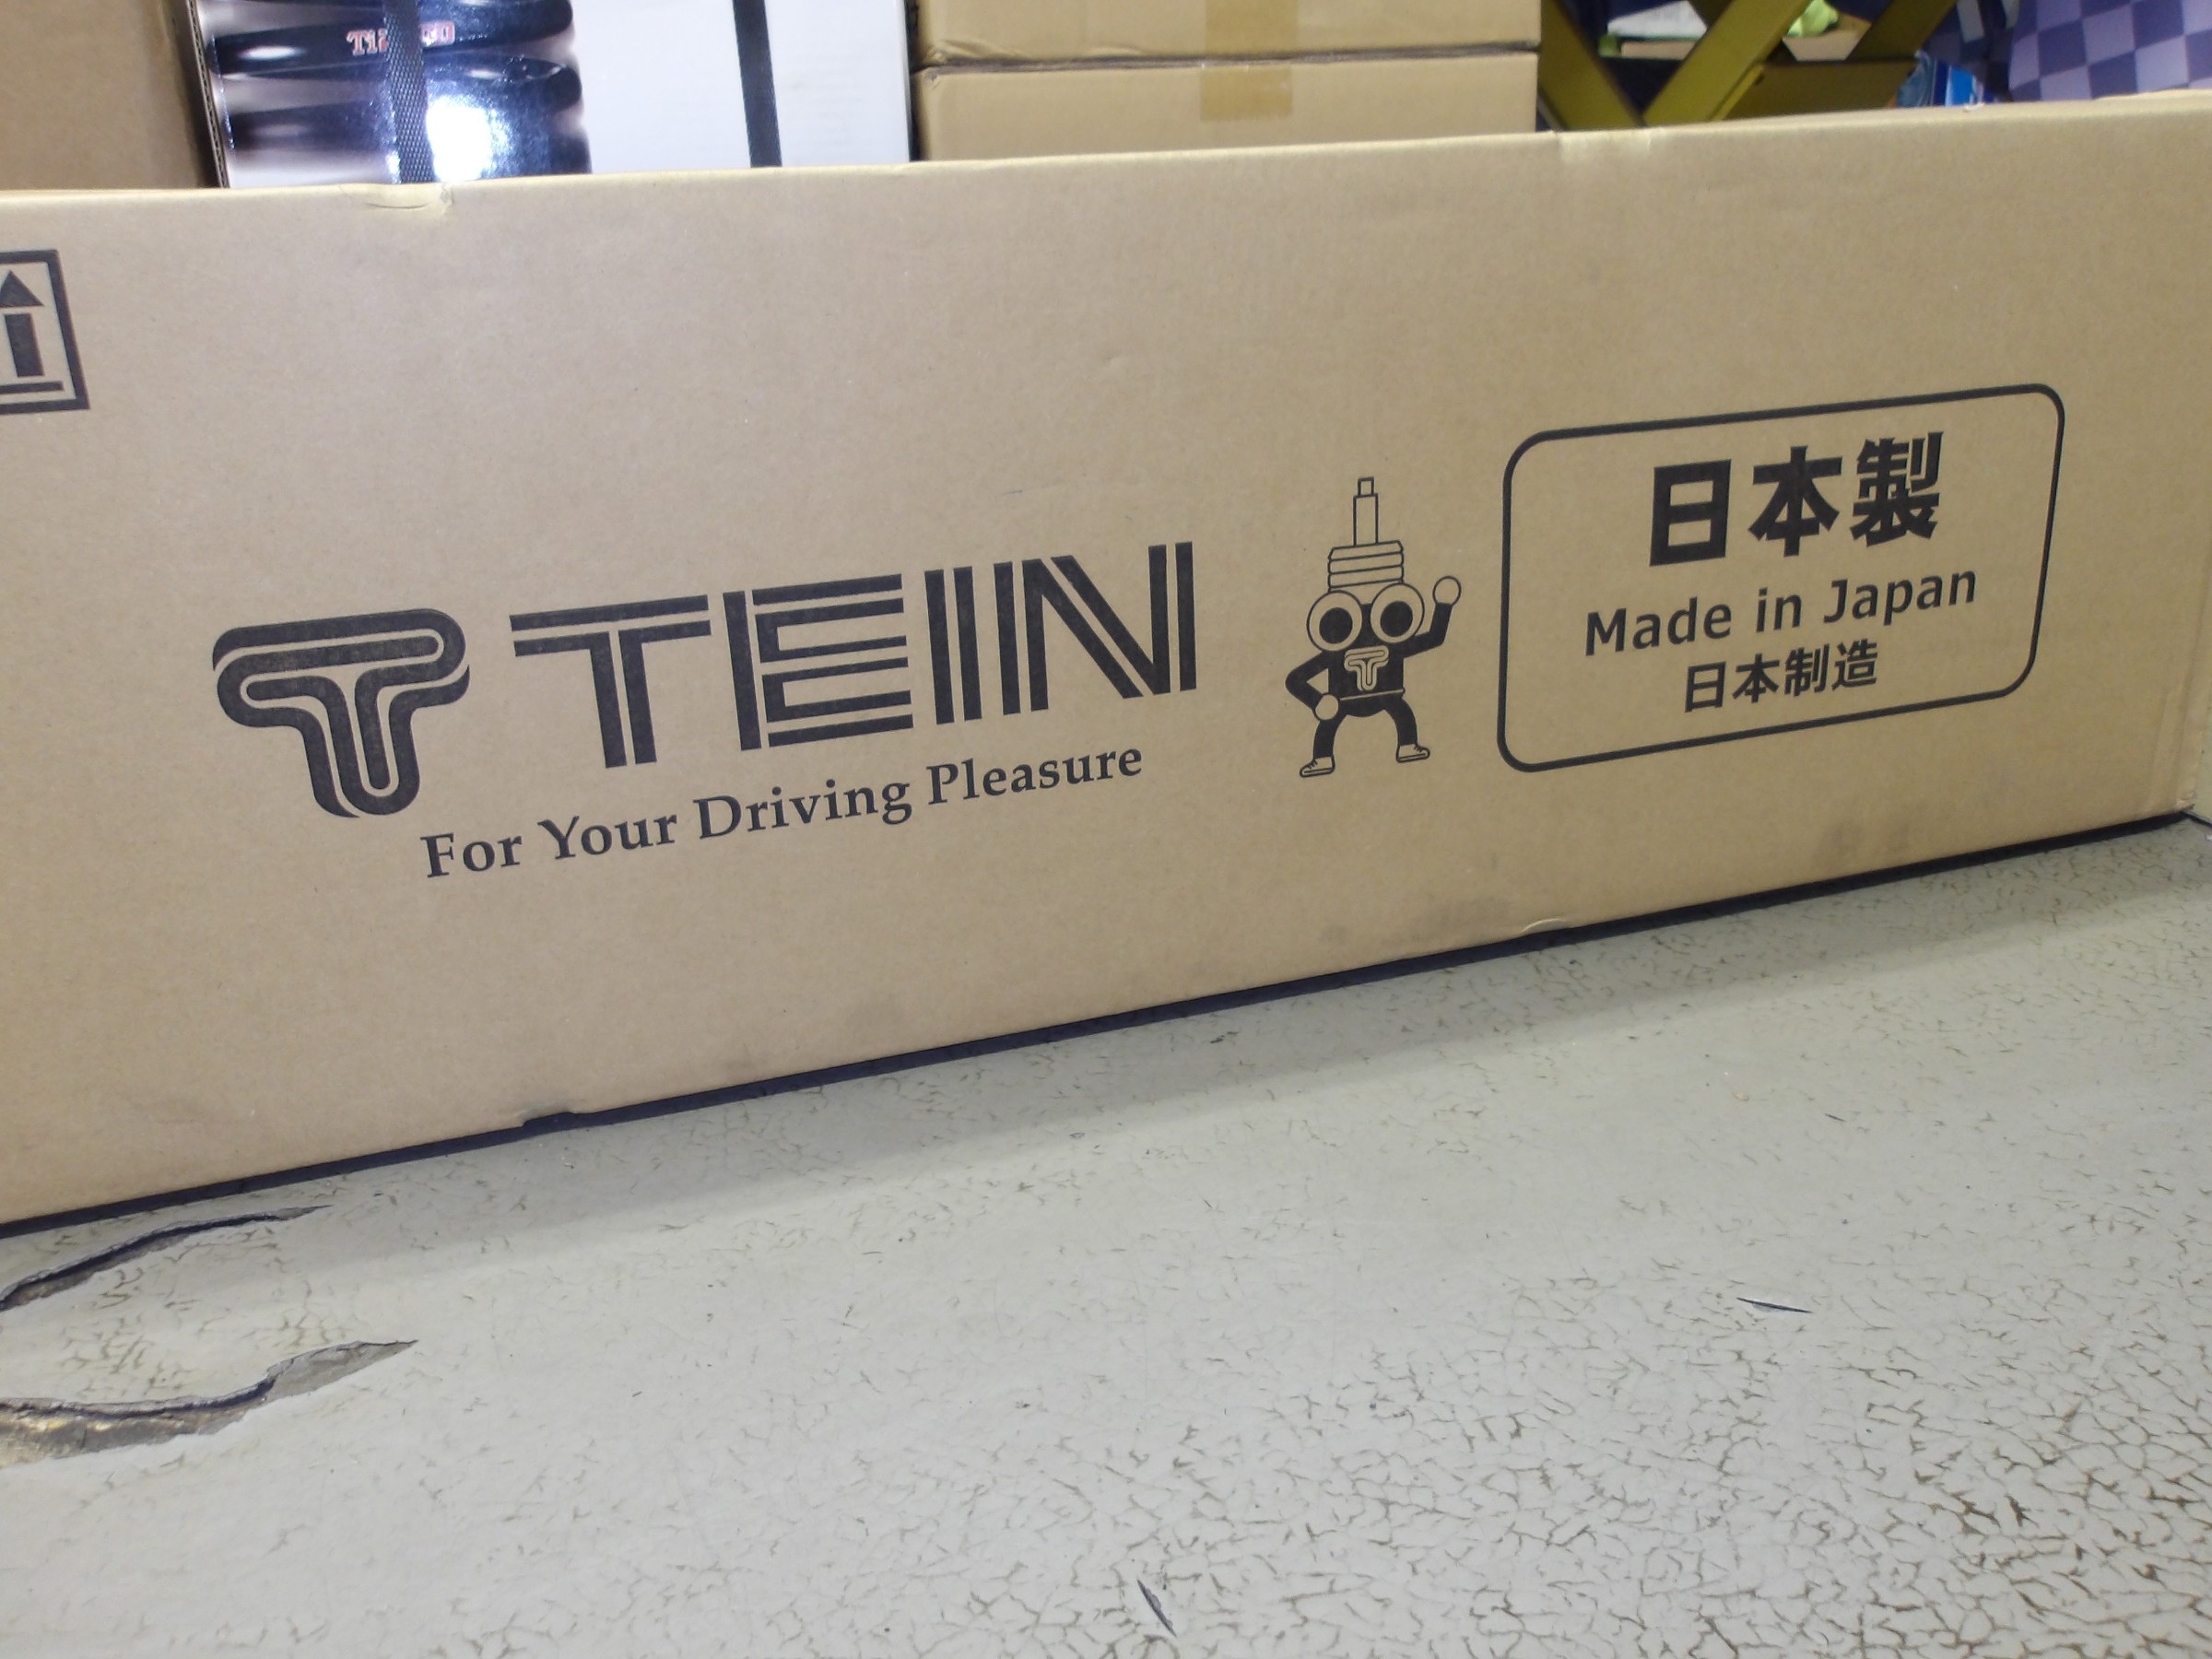 TEIN
For Your Driving Pleasure
日本製
Made in Japan
日本制造